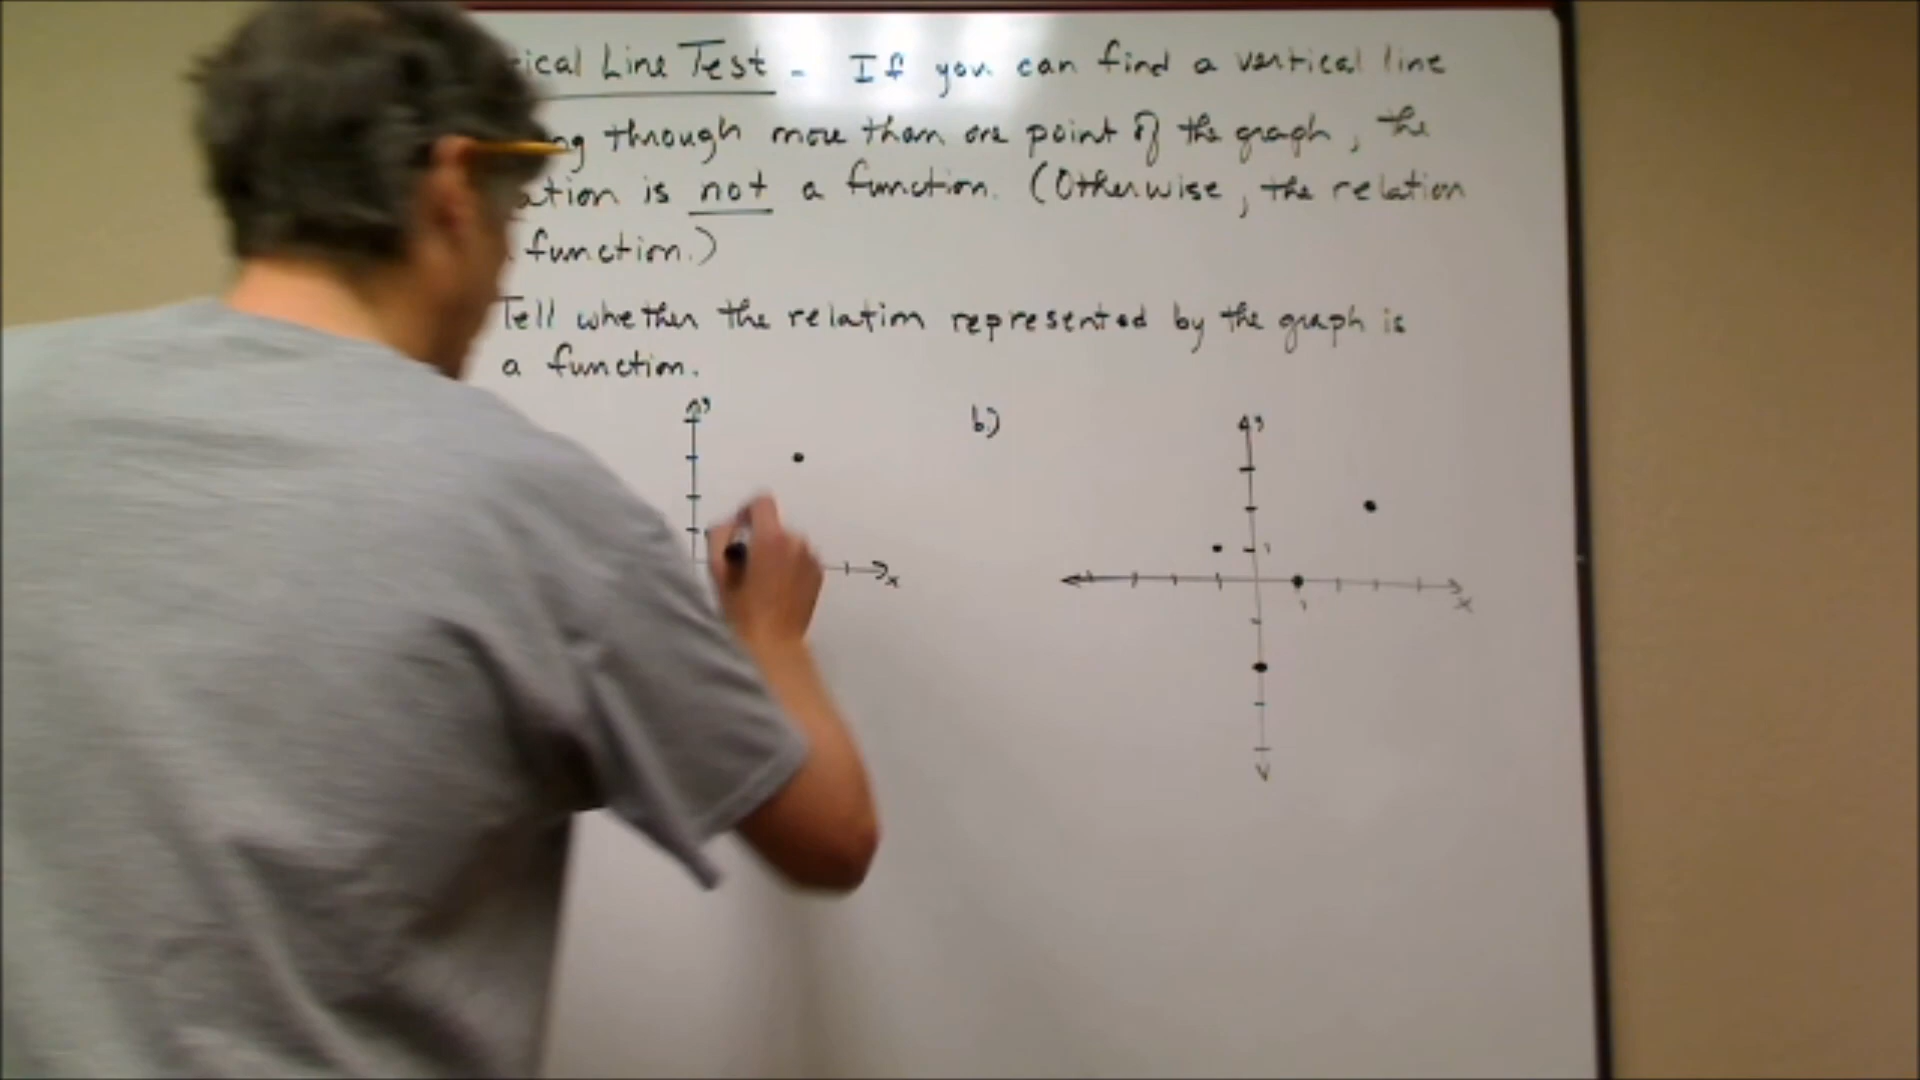 ical Line Test - If you can find a vertical line
ng through more than one point of the graph, the
ation is not a function. (Otherwise, the relation
function.)
Tell whether the relation represented by the graph is
a function.
y
b.)
y
1
x
x
1